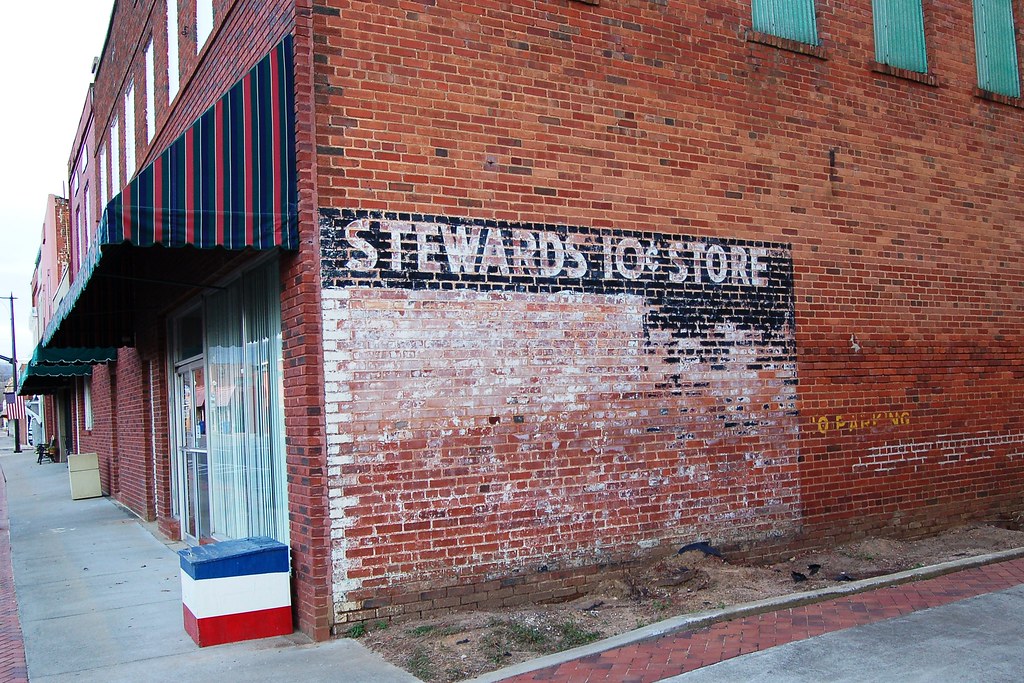 STEWARDS 10¢ STORE
'O PARKING